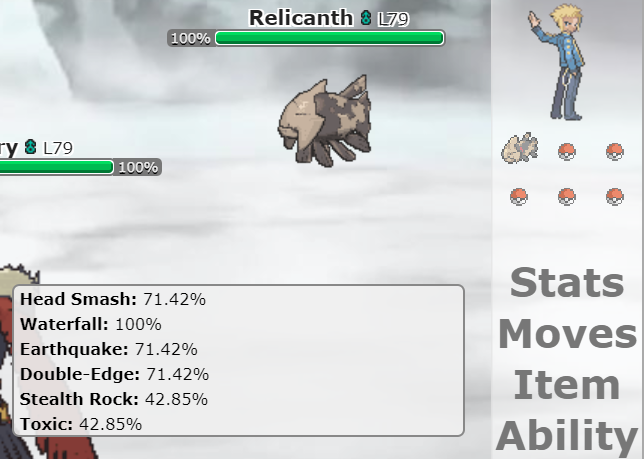 Relicanth L79
100%
ry L79
100%
Head Smash: 71.42%
Waterfall: 100%
Earthquake: 71.42%
Double-Edge: 71.42%
Stealth Rock: 42.85%
Toxic: 42.85%
Stats
Moves
Item
Ability